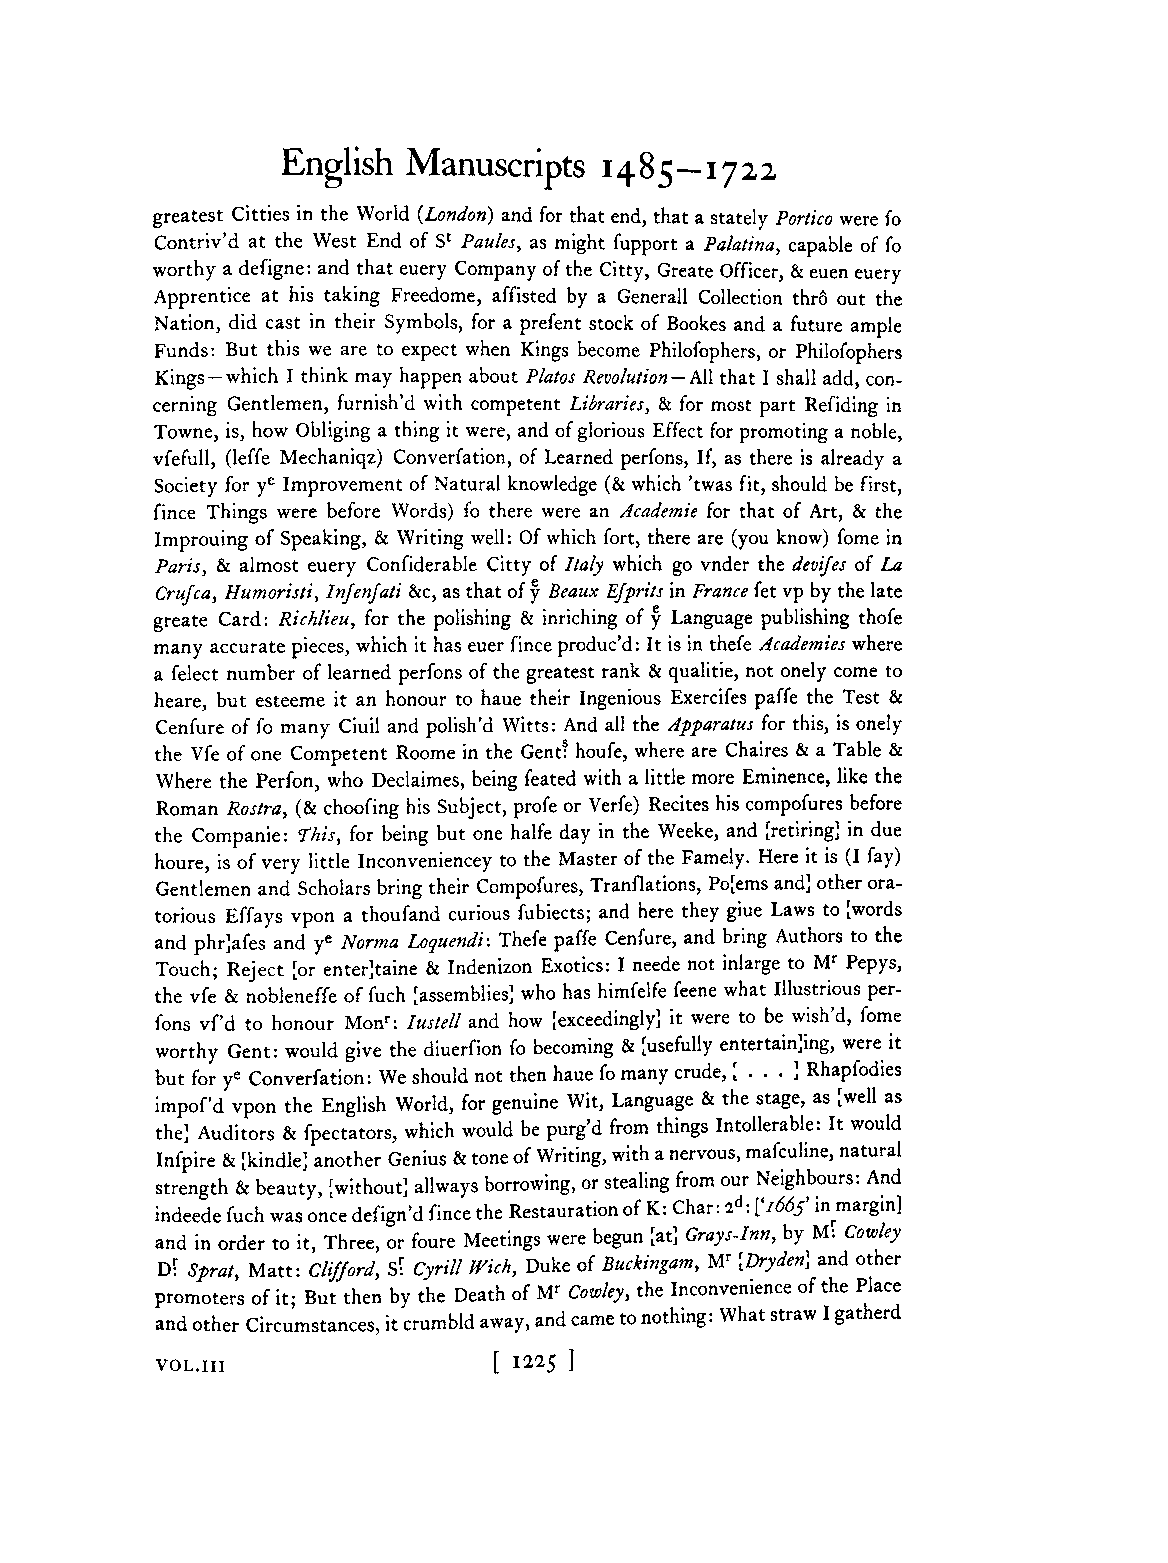 English Manuscripts 1485—1722
greatest Citties in the World (London) and for that end, that a stately Portico were ſo
Contriv'd at the West End of Sᵗ Paules, as might ſupport a Palatina, capable of ſo
worthy a deſigne: and that euery Company of the Citty, Greate Officer, & euen euery
Apprentice at his taking Freedome, aſſisted by a Generall Collection thrô out the
Nation, did cast in their Symbols, for a preſent stock of Bookes and a future ample
Funds: But this we are to expect when Kings become Philoſophers, or Philoſophers
Kings—which I think may happen about Platos Revolution—All that I shall add, con-
cerning Gentlemen, furnish'd with competent Libraries, & for most part Reſiding in
Towne, is, how Obliging a thing it were, and of glorious Effect for promoting a noble,
vſefull, (leſſe Mechaniqz) Converſation, of Learned perſons, If, as there is already a
Society for yᵉ Improvement of Natural knowledge (& which 'twas fit, should be first,
ſince Things were before Words) ſo there were an Academie for that of Art, & the
Improuing of Speaking, & Writing well: Of which ſort, there are (you know) ſome in
Paris, & almost euery Conſiderable Citty of Italy which go vnder the deviſes of La
Cruſca, Humoristi, Inſenſati &c, as that of yᵉ Beaux Eſprits in France ſet vp by the late
greate Card: Richlieu, for the polishing & inriching of yᵉ Language publishing thoſe
many accurate pieces, which it has euer ſince produc'd: It is in theſe Academies where
a ſelect number of learned perſons of the greatest rank & qualitie, not onely come to
heare, but esteeme it an honour to haue their Ingenious Exerciſes paſſe the Test &
Cenſure of ſo many Ciuil and polish'd Witts: And all the Apparatus for this, is onely
the Vſe of one Competent Roome in the Gentˢ: houſe, where are Chaires & a Table &
Where the Perſon, who Declaimes, being ſeated with a little more Eminence, like the
Roman Rostra, (& chooſing his Subject, proſe or Verſe) Recites his compoſures before
the Companie: This, for being but one halfe day in the Weeke, and [retiring] in due
houre, is of very little Inconveniencey to the Master of the Famely. Here it is (I ſay)
Gentlemen and Scholars bring their Compoſures, Tranſlations, Po[ems and] other ora-
torious Eſſays vpon a thouſand curious ſubiects; and here they giue Laws to [words
and phr]aſes and yᵉ Norma Loquendi: Theſe paſſe Cenſure, and bring Authors to the
Touch; Reject [or enter]taine & Indenizon Exotics: I neede not inlarge to Mʳ Pepys,
the vſe & nobleneſſe of ſuch [assemblies] who has himſelfe ſeene what Illustrious per-
ſons vſ'd to honour Monʳ: Iustell and how [exceedingly] it were to be wish'd, ſome
worthy Gent: would give the diuerſion ſo becoming & [usefully entertain]ing, were it
but for yᵉ Converſation: We should not then haue ſo many crude, [ . . . ] Rhapſodies
impoſ'd vpon the English World, for genuine Wit, Language & the stage, as [well as
the] Auditors & ſpectators, which would be purg'd from things Intollerable: It would
Inſpire & [kindle] another Genius & tone of Writing, with a nervous, maſculine, natural
strength & beauty, [without] allways borrowing, or stealing from our Neighbours: And
indeede ſuch was once deſign'd ſince the Restauration of K: Char: 2ᵈ: ['1665' in margin]
and in order to it, Three, or foure Meetings were begun [at] Grays-Inn, by Mʳ: Cowley
Dʳ: Sprat, Matt: Clifford, Sʳ: Cyrill Wich, Duke of Buckingam, Mʳ [Dryden] and other
promoters of it; But then by the Death of Mʳ Cowley, the Inconvenience of the Place
and other Circumstances, it crumbld away, and came to nothing: What straw I gatherd
VOL.III [ 1225 ]